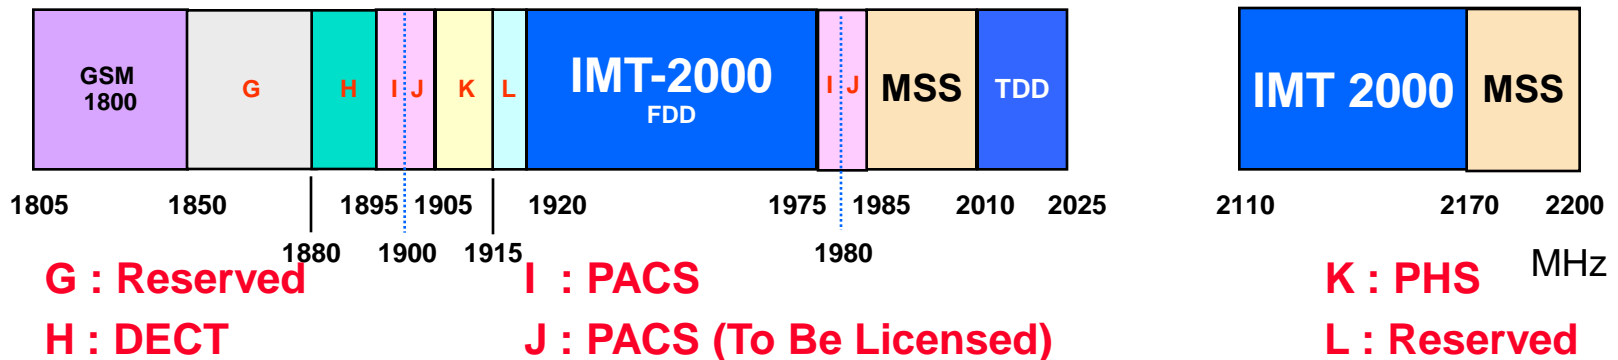 GSM
1800
G
H
I
J
K
L
IMT-2000
FDD
I
J
MSS
TDD
IMT 2000
MSS
1805
1850
1895
1905
1920
1975
1985
2010
2025
2110
2170
2200
1880
1900
1915
1980
MHz
G : Reserved
I : PACS
K : PHS
H : DECT
J : PACS (To Be Licensed)
L : Reserved